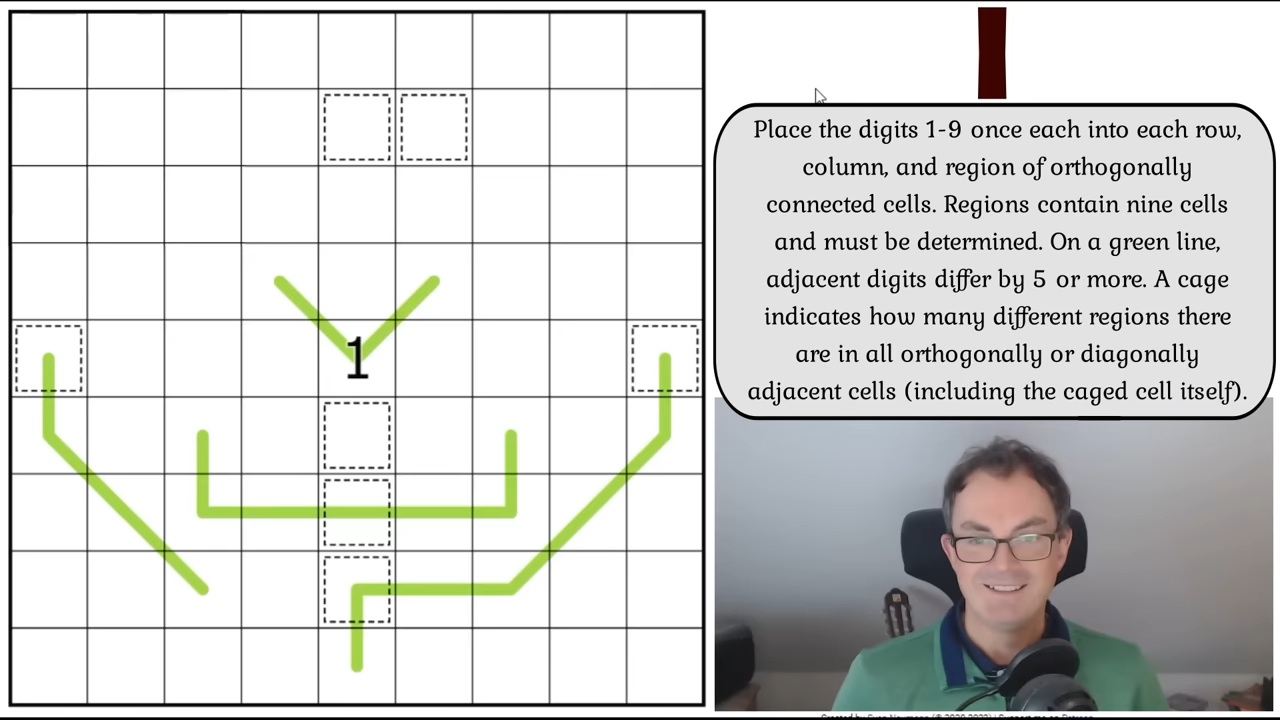 1
Place the digits 1-9 once each into each row,
column, and region of orthogonally
connected cells. Regions contain nine cells
and must be determined. On a green line,
adjacent digits differ by 5 or more. A cage
indicates how many different regions there
are in all orthogonally or diagonally
adjacent cells (including the caged cell itself).